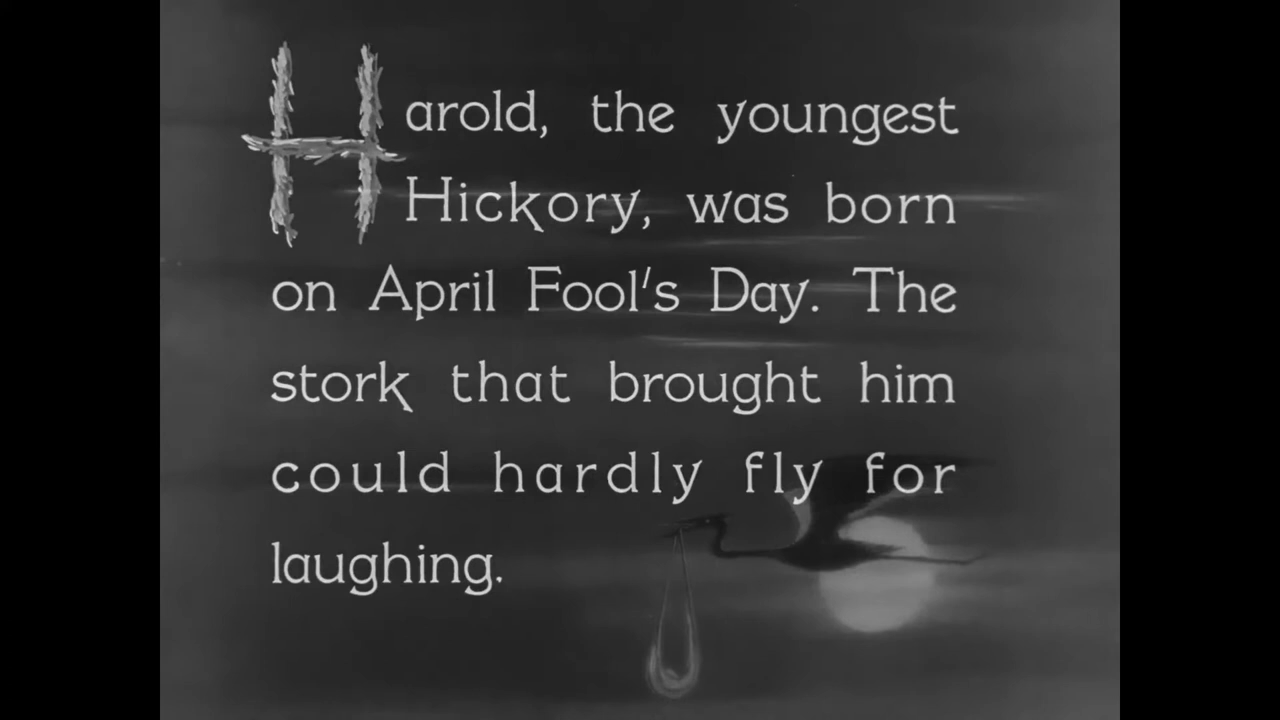 Harold, the youngest
Hickory, was born
on April Fool's Day. The
stork that brought him
could hardly fly for
laughing.